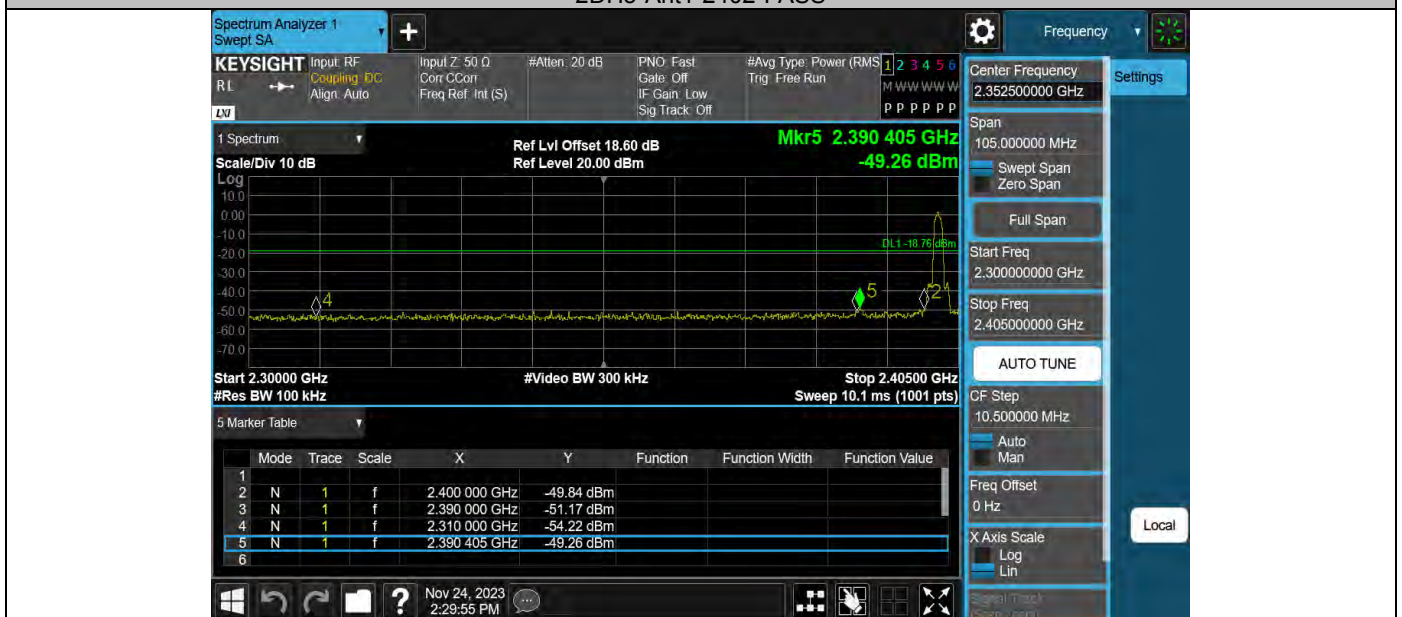 Spectrum Analyzer 1
Swept SA
+
Frequency
KEYSIGHT
Input: RF
Coupling: DC
Align: Auto
Input Z: 50 Ω
Corr CCorr
Freq Ref: Int (S)
#Atten: 20 dB
PNO: Fast
Gate: Off
IF Gain: Low
Sig Track: Off
#Avg Type: Power (RMS
Trig: Free Run
1 2 3 4 5 6
M W W W W W
P P P P P P
R L
LXI
Center Frequency
2.352500000 GHz
Settings
1 Spectrum
Ref Lvl Offset 18.60 dB
Mkr5 2.390 405 GHz
Scale/Div 10 dB
Ref Level 20.00 dBm
-49.26 dBm
Span
105.000000 MHz
Swept Span
Zero Span
Full Span
Log
10.0
0.00
-10.0
-20.0
-30.0
-40.0
-50.0
-60.0
-70.0
DL1 -18.76 dBm
4
5
2
Start Freq
2.300000000 GHz
Stop Freq
2.405000000 GHz
AUTO TUNE
Start 2.30000 GHz
#Video BW 300 kHz
Stop 2.40500 GHz
#Res BW 100 kHz
Sweep 10.1 ms (1001 pts)
CF Step
10.500000 MHz
Auto
Man
5 Marker Table
Mode Trace Scale X Y Function Function Width Function Value
1
2 N 1 f 2.400 000 GHz -49.84 dBm
3 N 1 f 2.390 000 GHz -51.17 dBm
4 N 1 f 2.310 000 GHz -54.22 dBm
5 N 1 f 2.390 405 GHz -49.26 dBm
6
Freq Offset
0 Hz
X Axis Scale
Log
Lin
Local
Signal Track
?
Nov 24, 2023
2:29:55 PM